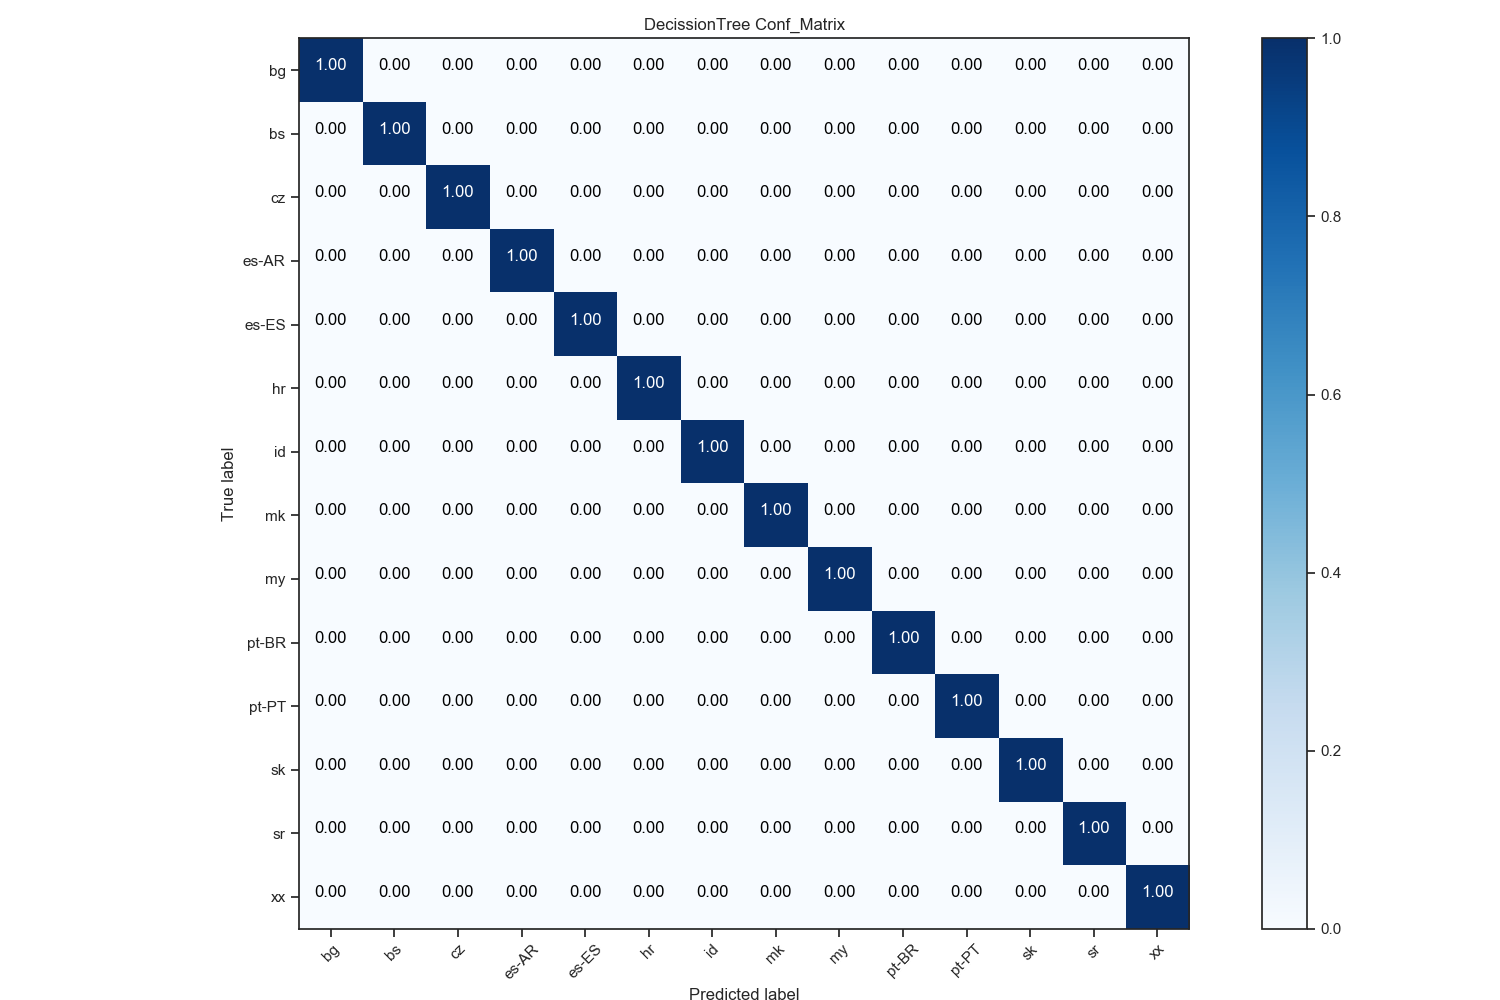 DecissionTree Conf_Matrix
bg 1.00 0.00 0.00 0.00 0.00 0.00 0.00 0.00 0.00 0.00 0.00 0.00 0.00 0.00
bs 0.00 1.00 0.00 0.00 0.00 0.00 0.00 0.00 0.00 0.00 0.00 0.00 0.00 0.00
cz 0.00 0.00 1.00 0.00 0.00 0.00 0.00 0.00 0.00 0.00 0.00 0.00 0.00 0.00
es-AR 0.00 0.00 0.00 1.00 0.00 0.00 0.00 0.00 0.00 0.00 0.00 0.00 0.00 0.00
es-ES 0.00 0.00 0.00 0.00 1.00 0.00 0.00 0.00 0.00 0.00 0.00 0.00 0.00 0.00
hr 0.00 0.00 0.00 0.00 0.00 1.00 0.00 0.00 0.00 0.00 0.00 0.00 0.00 0.00
id 0.00 0.00 0.00 0.00 0.00 0.00 1.00 0.00 0.00 0.00 0.00 0.00 0.00 0.00
mk 0.00 0.00 0.00 0.00 0.00 0.00 0.00 1.00 0.00 0.00 0.00 0.00 0.00 0.00
my 0.00 0.00 0.00 0.00 0.00 0.00 0.00 0.00 1.00 0.00 0.00 0.00 0.00 0.00
pt-BR 0.00 0.00 0.00 0.00 0.00 0.00 0.00 0.00 0.00 1.00 0.00 0.00 0.00 0.00
pt-PT 0.00 0.00 0.00 0.00 0.00 0.00 0.00 0.00 0.00 0.00 1.00 0.00 0.00 0.00
sk 0.00 0.00 0.00 0.00 0.00 0.00 0.00 0.00 0.00 0.00 0.00 1.00 0.00 0.00
sr 0.00 0.00 0.00 0.00 0.00 0.00 0.00 0.00 0.00 0.00 0.00 0.00 1.00 0.00
xx 0.00 0.00 0.00 0.00 0.00 0.00 0.00 0.00 0.00 0.00 0.00 0.00 0.00 1.00
bg bs cz es-AR es-ES hr id mk my pt-BR pt-PT sk sr xx
Predicted label
True label
1.0
0.8
0.6
0.4
0.2
0.0